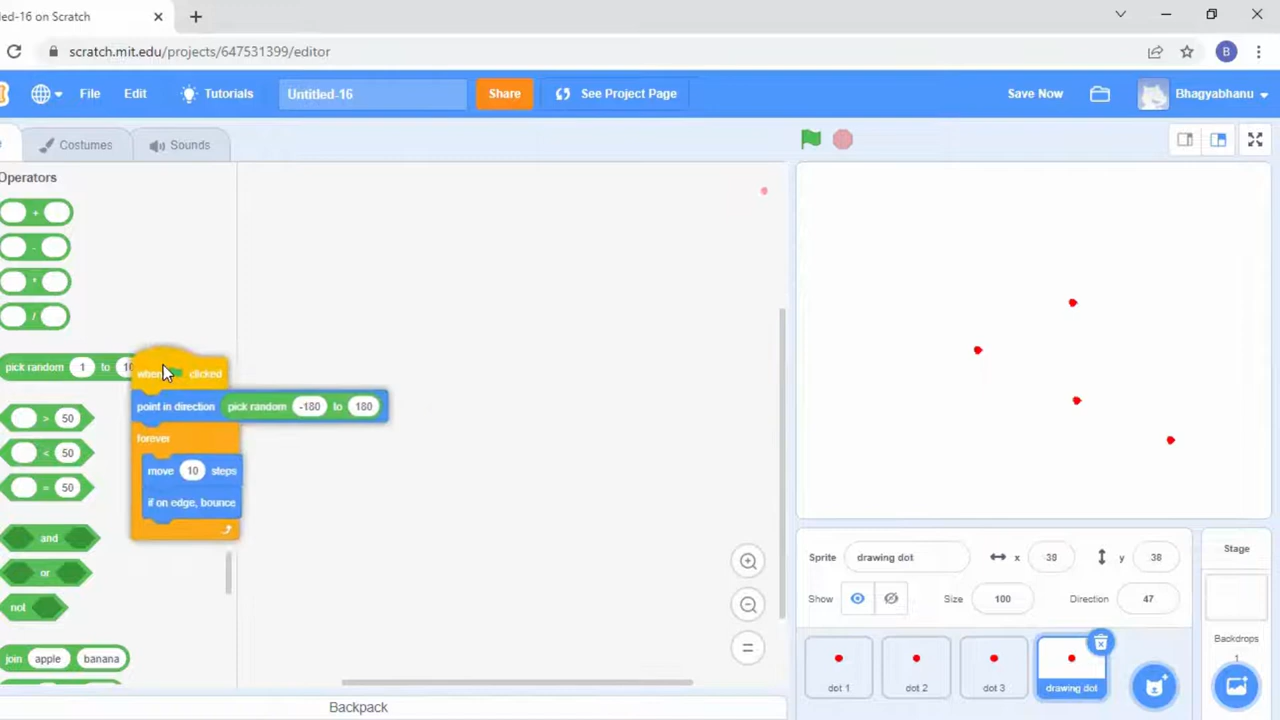 led-16 on Scratch
scratch.mit.edu/projects/647531399/editor
B
File Edit Tutorials Untitled-16 Share See Project Page Save Now Bhagyabhanu
Costumes Sounds
Operators
+
-
*
/
pick random 1 to 10
when clicked
point in direction pick random -180 to 180
> 50
forever
< 50
move 10 steps
= 50
if on edge, bounce
and
or
not
join apple banana
Sprite drawing dot x 38 y 38
Show Size 100 Direction 47
Stage
Backdrops
1
dot 1 dot 2 dot 3 drawing dot
Backpack